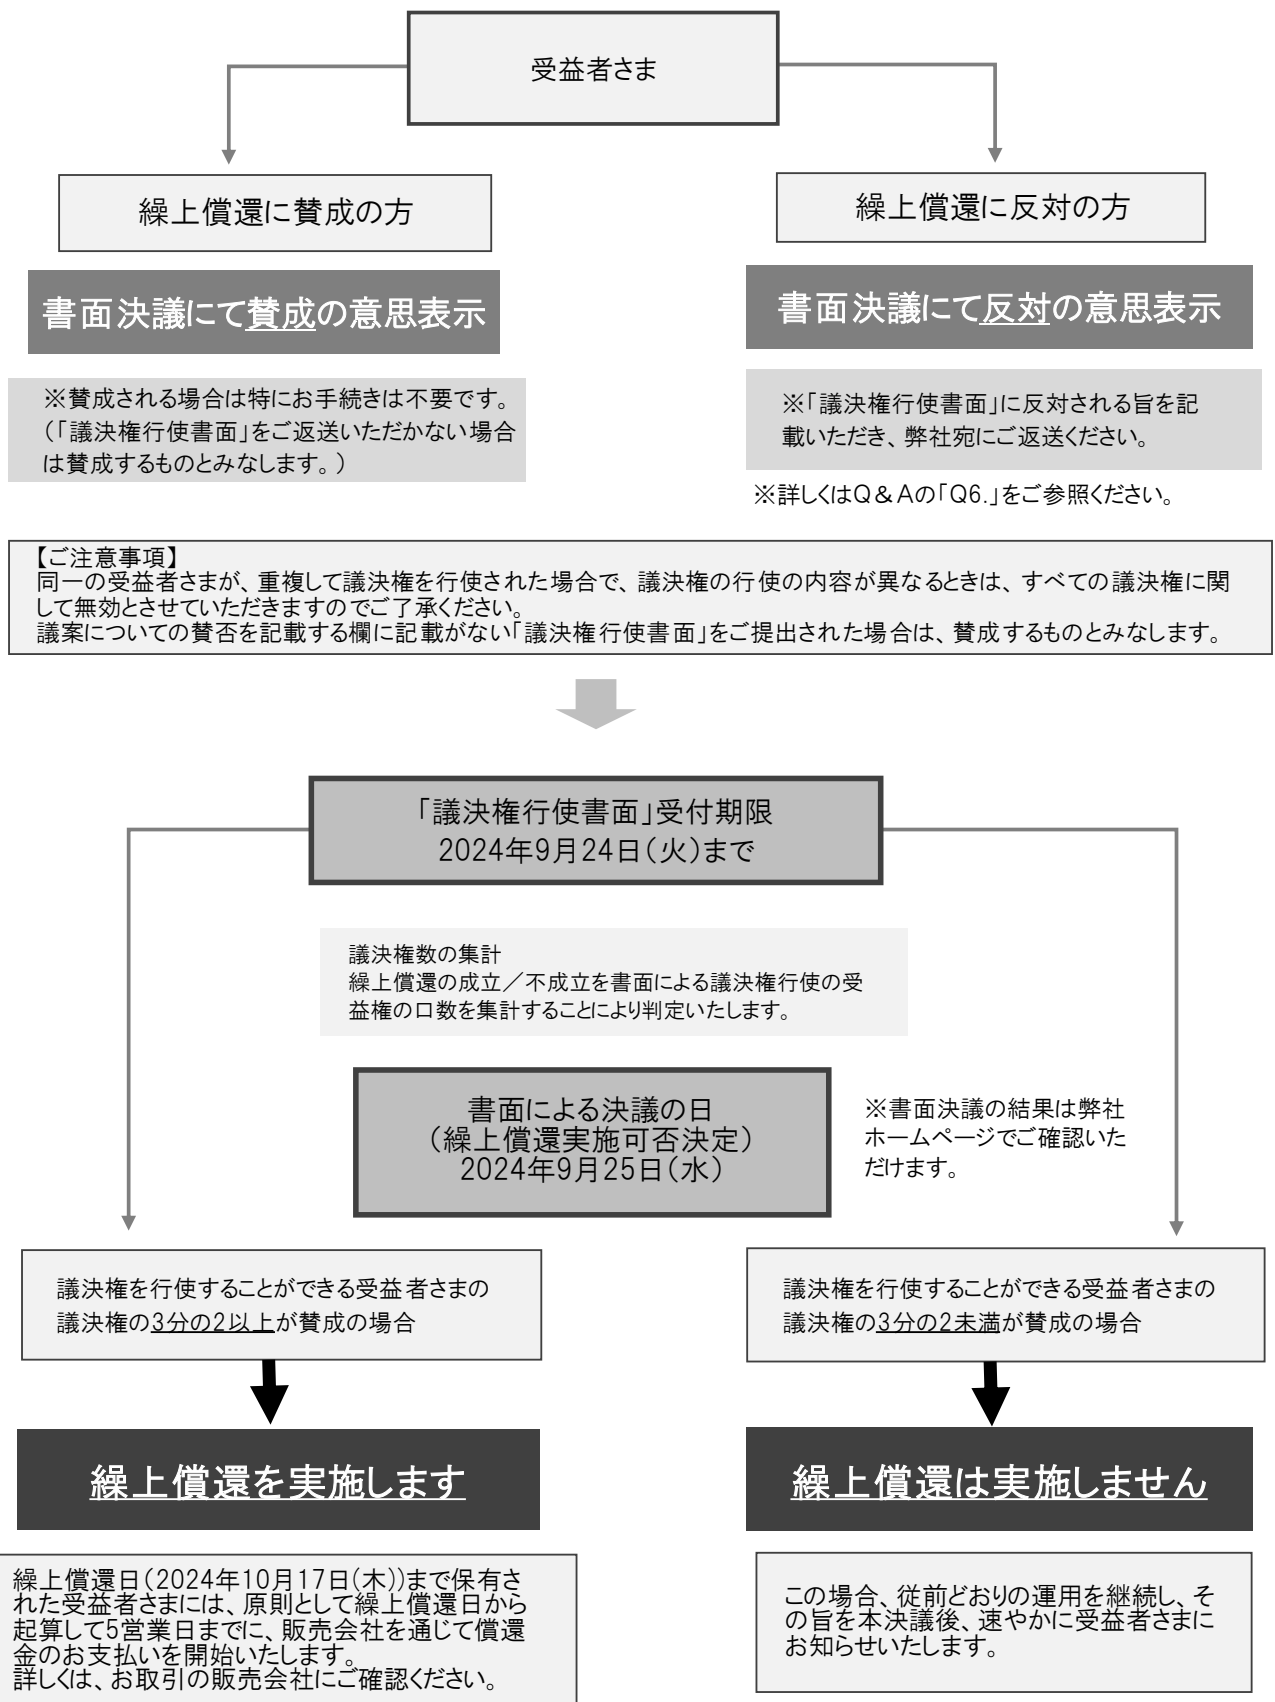 受益者さま
繰上償還に賛成の方
書面決議にて賛成の意思表示
※賛成される場合は特にお手続きは不要です。
（「議決権行使書面」をご返送いただかない場合
は賛成するものとみなします。）
繰上償還に反対の方
書面決議にて反対の意思表示
※「議決権行使書面」に反対される旨を記
載いただき、弊社宛にご返送ください。
※詳しくはQ＆Aの「Q6.」をご参照ください。
【ご注意事項】
同一の受益者さまが、重複して議決権を行使された場合で、議決権の行使の内容が異なるときは、すべての議決権に関
して無効とさせていただきますのでご了承ください。
議案についての賛否を記載する欄に記載がない「議決権行使書面」をご提出された場合は、賛成するものとみなします。
「議決権行使書面」受付期限
2024年9月24日（火）まで
議決権数の集計
繰上償還の成立／不成立を書面による議決権行使の受
益権の口数を集計することにより判定いたします。
書面による決議の日
（繰上償還実施可否決定）
2024年9月25日（水）
※書面決議の結果は弊社
ホームページでご確認いた
だけます。
議決権を行使することができる受益者さまの
議決権の3分の2以上が賛成の場合
繰上償還を実施します
繰上償還日（2024年10月17日(木)）まで保有さ
れた受益者さまには、原則として繰上償還日から
起算して5営業日までに、販売会社を通じて償還
金のお支払いを開始いたします。
詳しくは、お取引の販売会社にご確認ください。
議決権を行使することができる受益者さまの
議決権の3分の2未満が賛成の場合
繰上償還は実施しません
この場合、従前どおりの運用を継続し、そ
の旨を本決議後、速やかに受益者さまに
お知らせいたします。